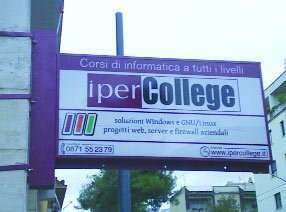 Corsi di informatica a tutti i livelli
iperCollege
soluzioni Windows e GNU/Linux
progetti web, server e firewall aziendali
0871 55 23 79
www.ipercollege.it